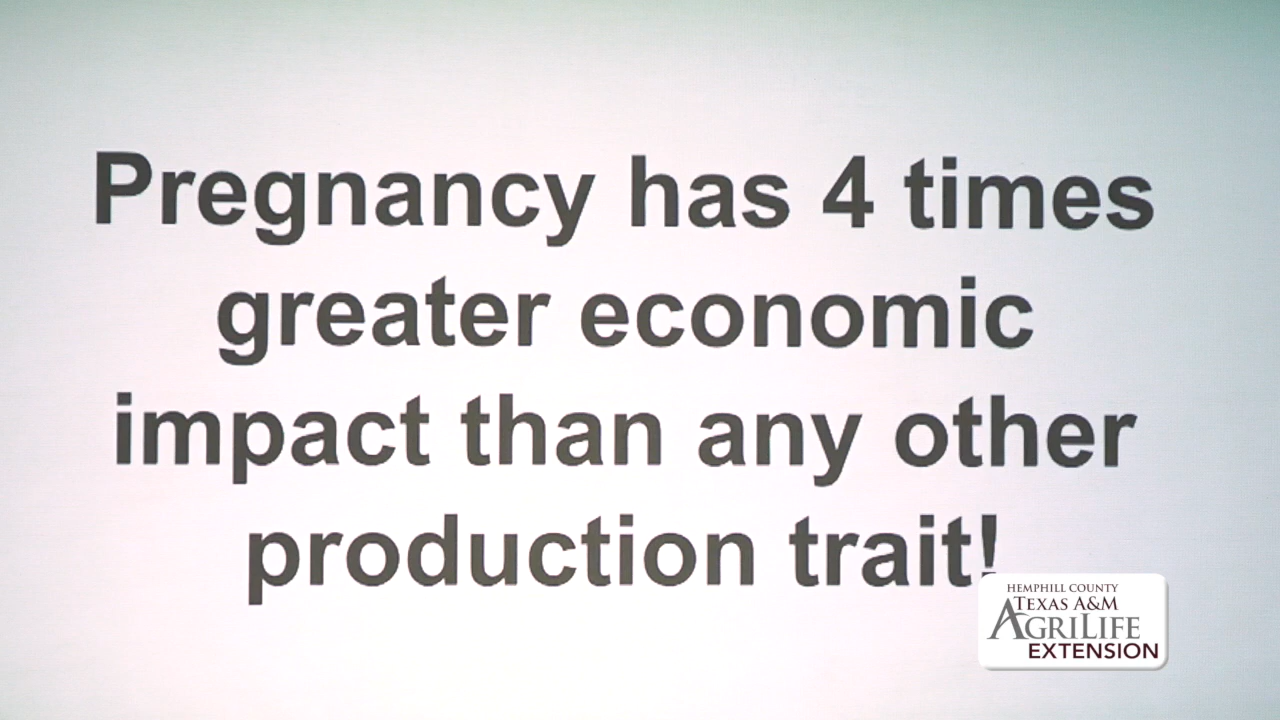 Pregnancy has 4 times
greater economic
impact than any other
production trait!
HEMPHILL COUNTY
TEXAS A&M
AGRILIFE
EXTENSION